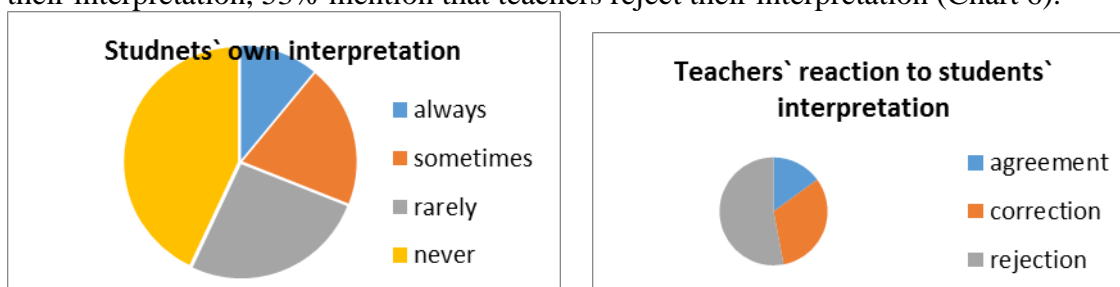 their interpretation, 53% mention that teachers reject their interpretation (Chart 6).
Studnets` own interpretation
always
sometimes
rarely
never
Teachers` reaction to students`
interpretation
agreement
correction
rejection